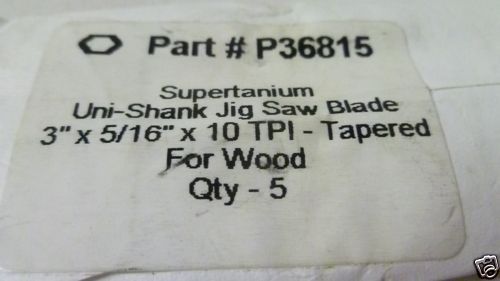 Part # P36815
Supertanium
Uni-Shank Jig Saw Blade
3" x 5/16" x 10 TPI - Tapered
For Wood
Qty - 5